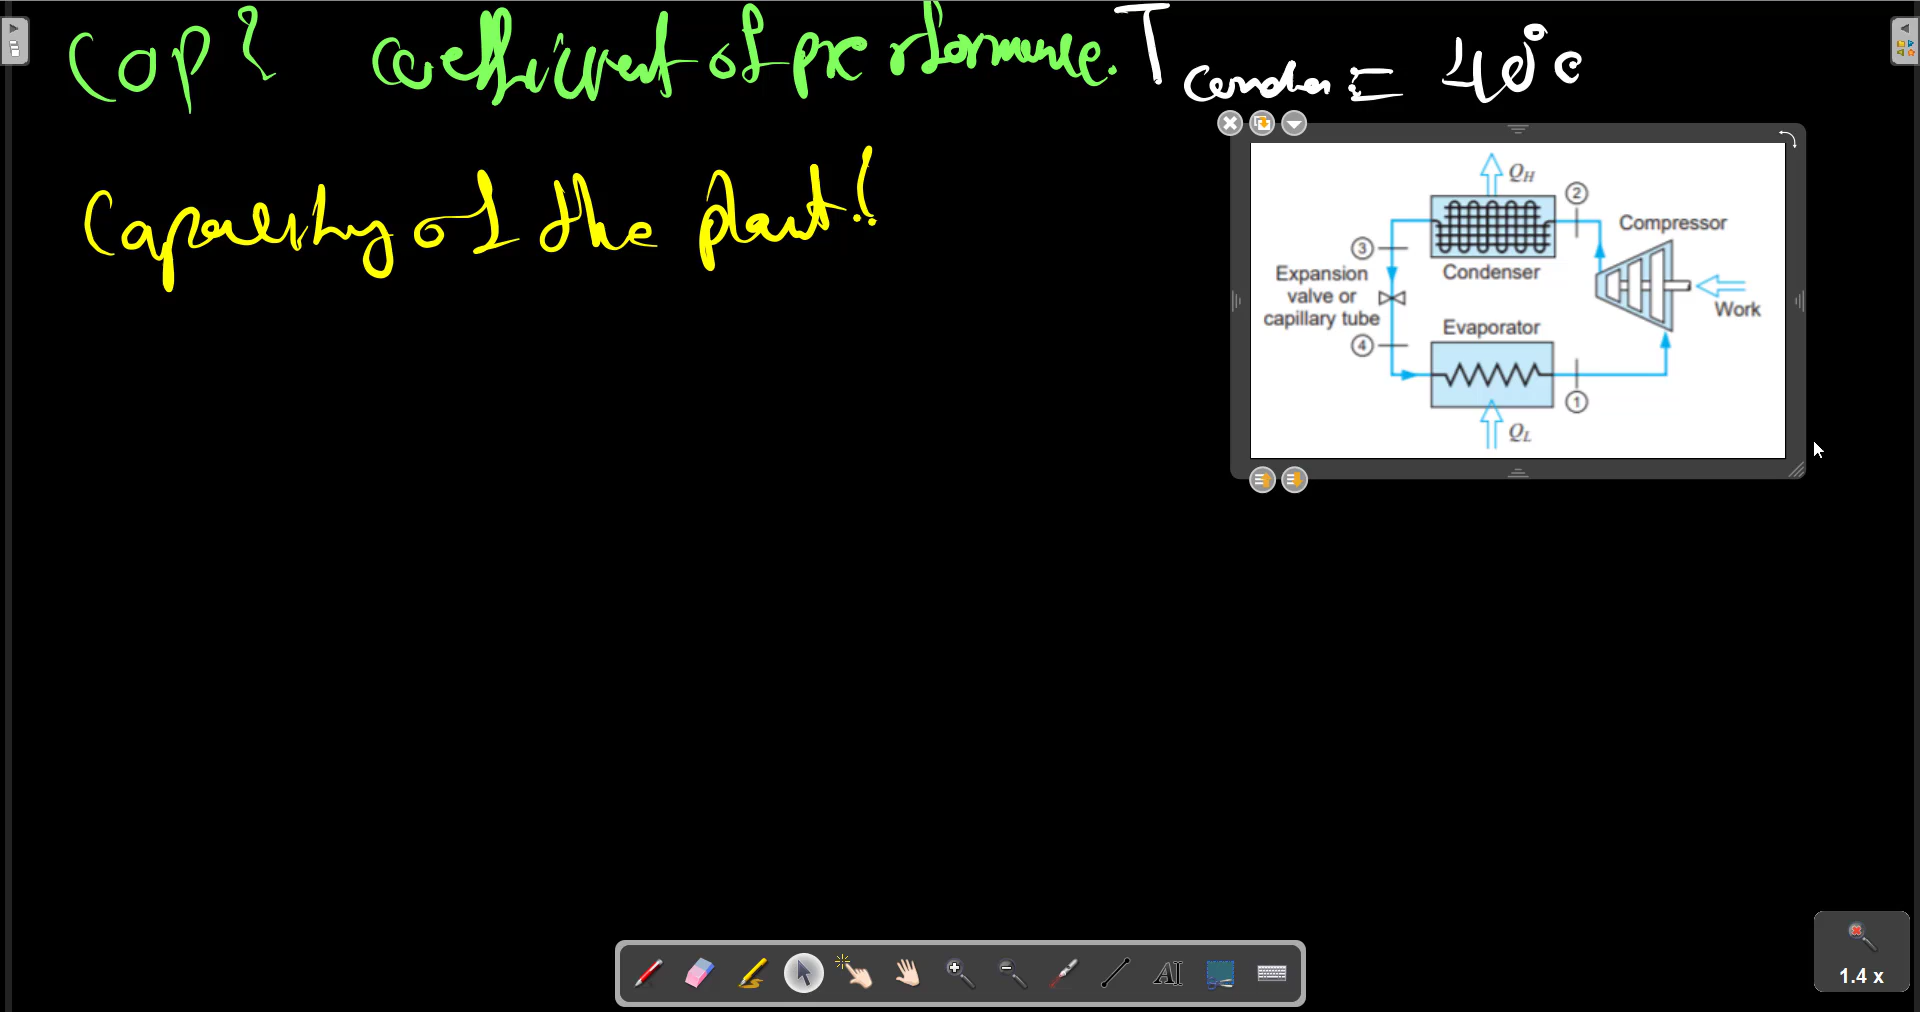 COP? Coefficient of performance. T conden = 40°c
Capacity of the plant?
QH
2
Compressor
3
Condenser
Expansion
valve or
capillary tube
Work
Evaporator
4
1
QL
1.4 x